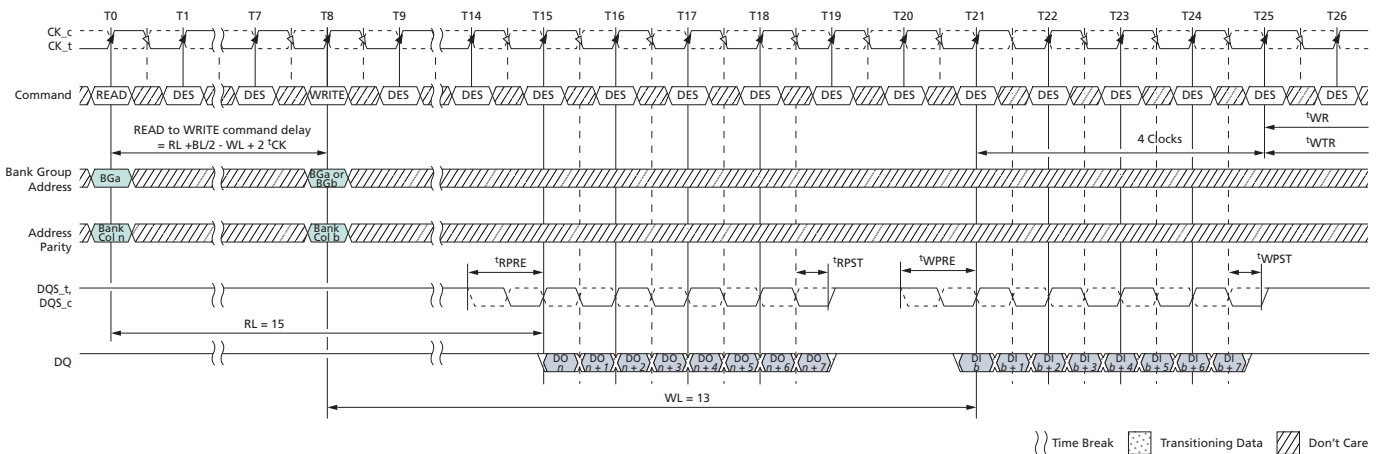 T0 T1 T7 T8 T9 T14 T15 T16 T17 T18 T19 T20 T21 T22 T23 T24 T25 T26
CK_c
CK_t
Command READ DES DES WRITE DES DES DES DES DES DES DES DES DES DES DES DES DES DES
READ to WRITE command delay
= RL +BL/2 - WL + 2 tCK
tWR
4 Clocks
tWTR
Bank Group
Address
BGa
BGa or
BGb
Address
Parity
Bank
Col n
Bank
Col b
tRPRE tRPST tWPRE tWPST
DQS_t,
DQS_c
RL = 15
DQ
DO
n
DO
n + 1
DO
n + 2
DO
n + 3
DO
n + 4
DO
n + 5
DO
n + 6
DO
n + 7
DI
b
DI
b + 1
DI
b + 2
DI
b + 3
DI
b + 4
DI
b + 5
DI
b + 6
DI
b + 7
WL = 13
Time Break Transitioning Data Don't Care